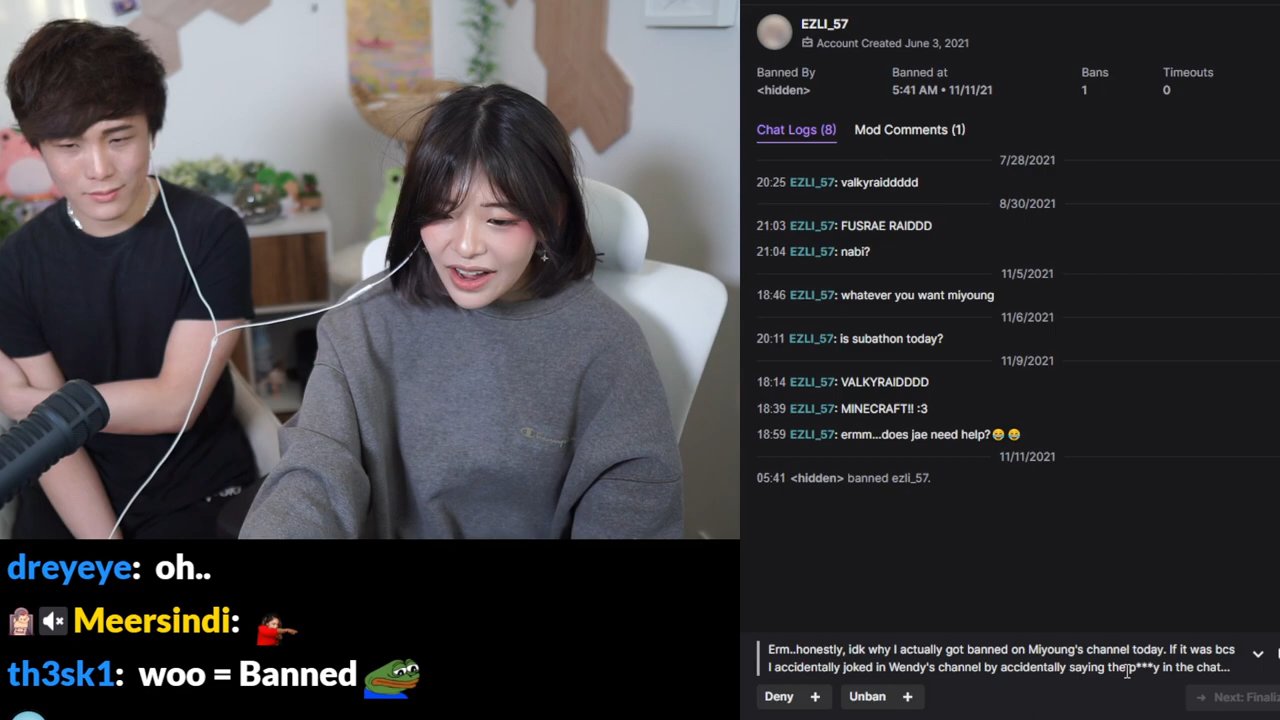 EZLI_57
Account Created June 3, 2021
Banned By
Banned at
Bans
Timeouts
<hidden>
5:41 AM • 11/11/21
1
0
Chat Logs (8)
Mod Comments (1)
7/28/2021
20:25 EZLI_57: valkyraiddddd
8/30/2021
21:03 EZLI_57: FUSRAE RAIDDD
21:04 EZLI_57: nabi?
11/5/2021
18:46 EZLI_57: whatever you want miyoung
11/6/2021
20:11 EZLI_57: is subathon today?
11/9/2021
18:14 EZLI_57: VALKYRAIDDDD
18:39 EZLI_57: MINECRAFT!! :3
18:59 EZLI_57: ermm...does jae need help?😂 😂
11/11/2021
05:41 <hidden> banned ezli_57.
Erm..honestly, idk why I actually got banned on Miyoung's channel today. If it was bcs
I accidentally joked in Wendy's channel by accidentally saying the p***y in the chat...
Deny +
Unban +
→ Next: Finali
Champion
dreyeye: oh..
Meersindi:
th3sk1: woo = Banned